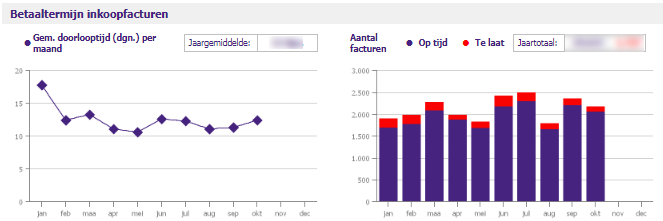 Betaaltermijn inkoopfacturen
Gem. doorlooptijd (dgn.) per
maand
Jaargemiddelde:
20
15
10
5
0
jan feb maa apr mei jun jul aug sep okt nov dec
Aantal
facturen
Op tijd Te laat Jaartotaal:
3.000
2.500
2.000
1.500
1.000
500
0
jan feb maa apr mei jun jul aug sep okt nov dec